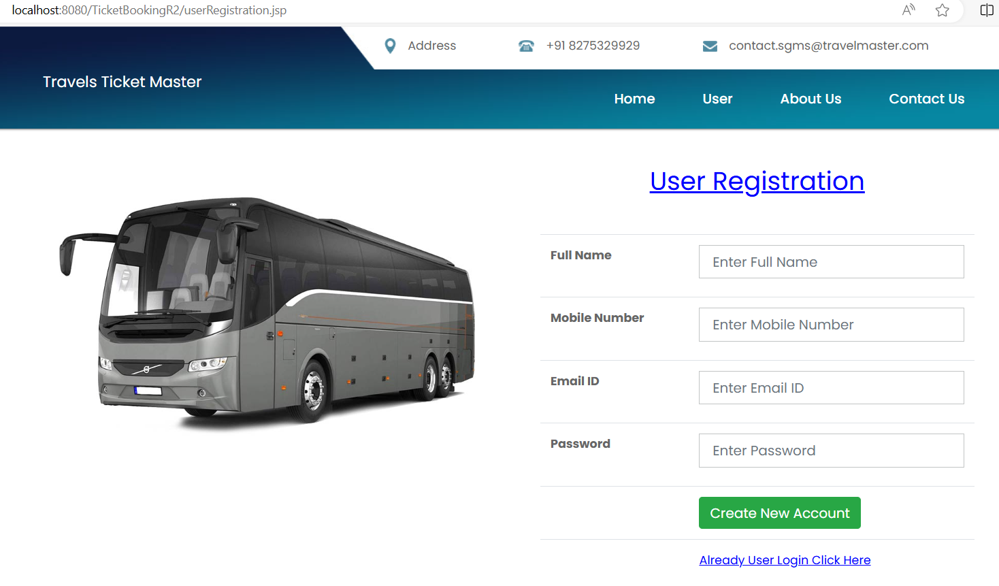 localhost:8080/TicketBookingR2/userRegistration.jsp
Address
+91 8275329929
contact.sgms@travelmaster.com
Travels Ticket Master
Home
User
About Us
Contact Us
User Registration
Full Name
Enter Full Name
Mobile Number
Enter Mobile Number
Email ID
Enter Email ID
Password
Enter Password
Create New Account
Already User Login Click Here